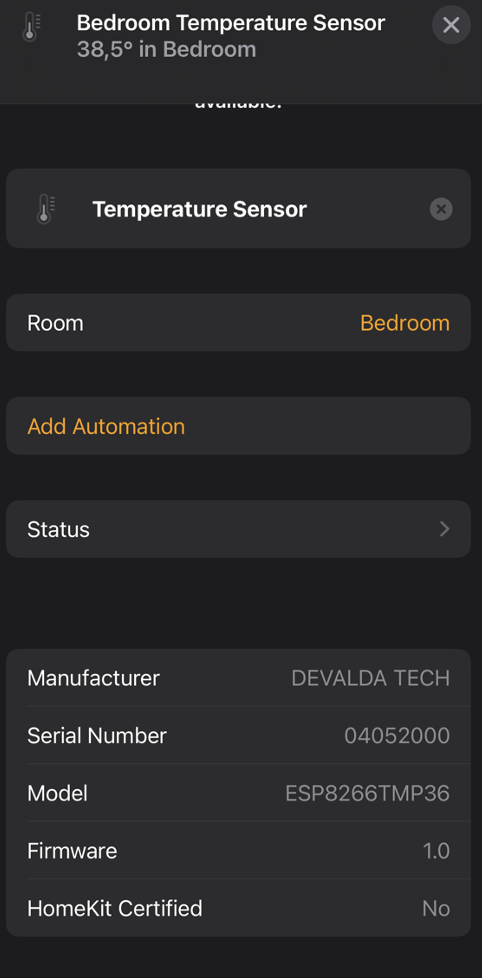 Bedroom Temperature Sensor
38,5° in Bedroom
available.
Temperature Sensor
Room Bedroom
Add Automation
Status
Manufacturer DEVALDA TECH
Serial Number 04052000
Model ESP8266TMP36
Firmware 1.0
HomeKit Certified No